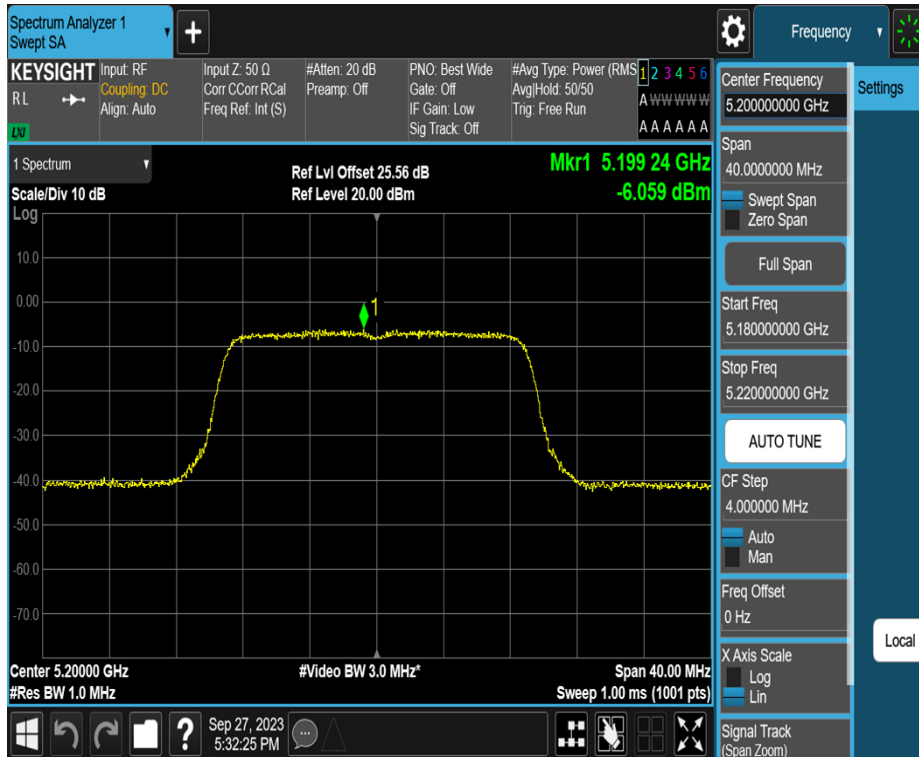 Spectrum Analyzer 1
Swept SA
+
Frequency
KEYSIGHT
RL
LXI
Input: RF
Coupling: DC
Align: Auto
Input Z: 50 Ω
Corr CCorr RCal
Freq Ref: Int (S)
#Atten: 20 dB
Preamp: Off
PNO: Best Wide
Gate: Off
IF Gain: Low
Sig Track: Off
#Avg Type: Power (RMS
Avg|Hold: 50/50
Trig: Free Run
1 2 3 4 5 6
A W W W W W
A A A A A A
1 Spectrum
Scale/Div 10 dB
Log
Ref Lvl Offset 25.56 dB
Ref Level 20.00 dBm
Mkr1 5.199 24 GHz
-6.059 dBm
10.0
0.00
-10.0
-20.0
-30.0
-40.0
-50.0
-60.0
-70.0
1
Center 5.20000 GHz
#Res BW 1.0 MHz
#Video BW 3.0 MHz*
Span 40.00 MHz
Sweep 1.00 ms (1001 pts)
Center Frequency
5.200000000 GHz
Span
40.0000000 MHz
Swept Span
Zero Span
Full Span
Start Freq
5.180000000 GHz
Stop Freq
5.220000000 GHz
AUTO TUNE
CF Step
4.000000 MHz
Auto
Man
Freq Offset
0 Hz
X Axis Scale
Log
Lin
Signal Track
(Span Zoom)
Settings
Local
?
Sep 27, 2023
5:32:25 PM